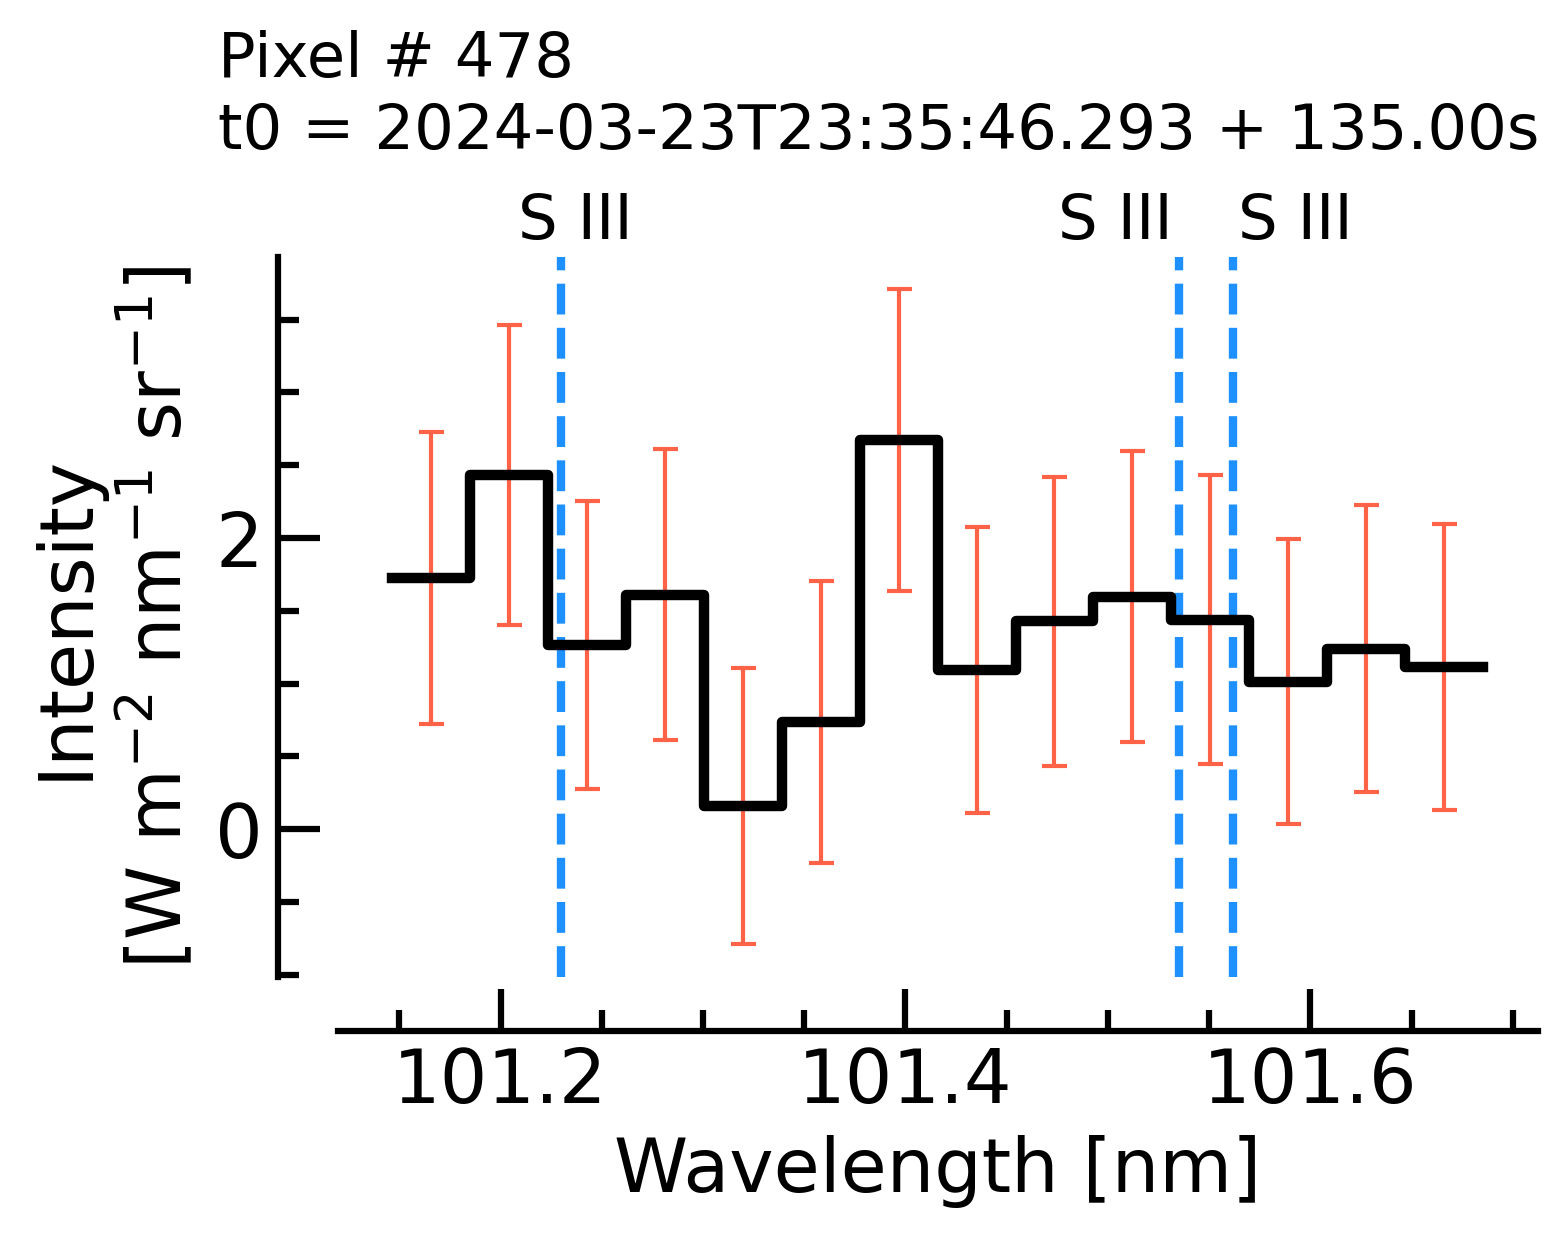 Pixel # 478
t0 = 2024-03-23T23:35:46.293 + 135.00s
S III S III S III
Intensity
[W m⁻² nm⁻¹ sr⁻¹]
2
0
101.2 101.4 101.6
Wavelength [nm]